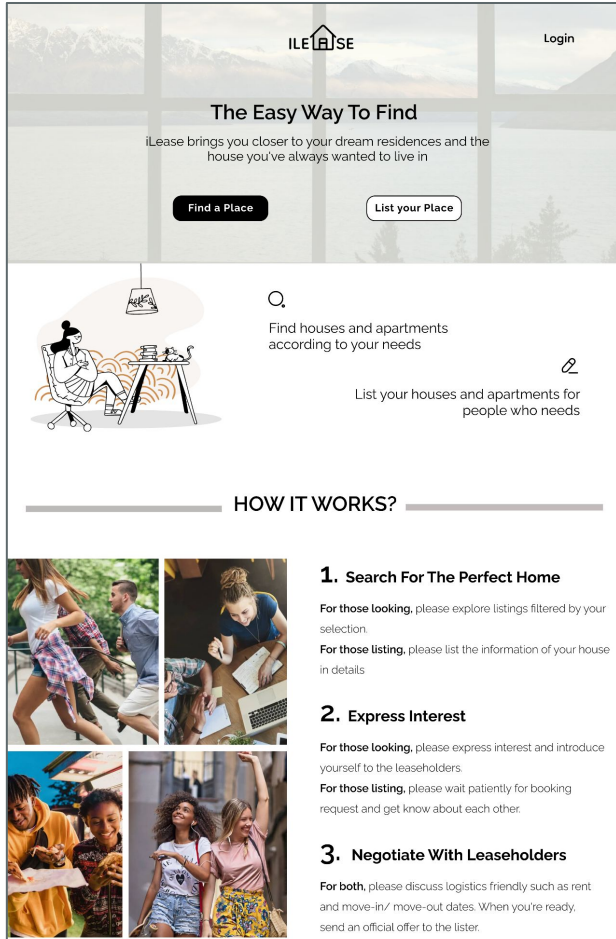 ILEASE
Login
The Easy Way To Find
iLease brings you closer to your dream residences and the
house you've always wanted to live in
Find a Place
List your Place
Find houses and apartments
according to your needs
List your houses and apartments for
people who needs
HOW IT WORKS?
1. Search For The Perfect Home
For those looking, please explore listings filtered by your
selection.
For those listing, please list the information of your house
in details
2. Express Interest
For those looking, please express interest and introduce
yourself to the leaseholders.
For those listing, please wait patiently for booking
request and get know about each other.
3. Negotiate With Leaseholders
For both, please discuss logistics friendly such as rent
and move-in/ move-out dates. When you're ready,
send an official offer to the lister.